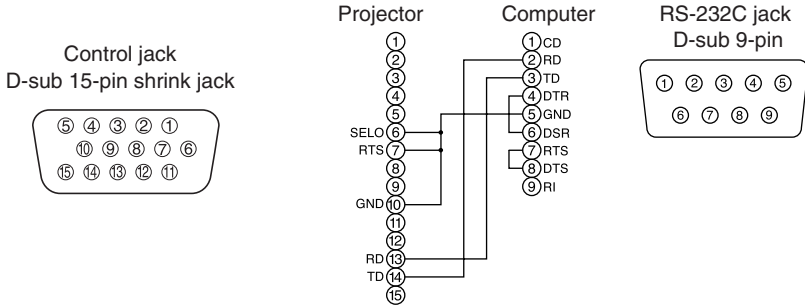 Control jack
D-sub 15-pin shrink jack
⑤ ④ ③ ② ①
⑩ ⑨ ⑧ ⑦ ⑥
⑮ ⑭ ⑬ ⑫ ⑪
Projector
①
②
③
④
⑤
SELO ⑥
RTS ⑦
⑧
⑨
GND ⑩
⑪
⑫
RD ⑬
TD ⑭
⑮
Computer
① CD
② RD
③ TD
④ DTR
⑤ GND
⑥ DSR
⑦ RTS
⑧ DTS
⑨ RI
RS-232C jack
D-sub 9-pin
① ② ③ ④ ⑤
⑥ ⑦ ⑧ ⑨